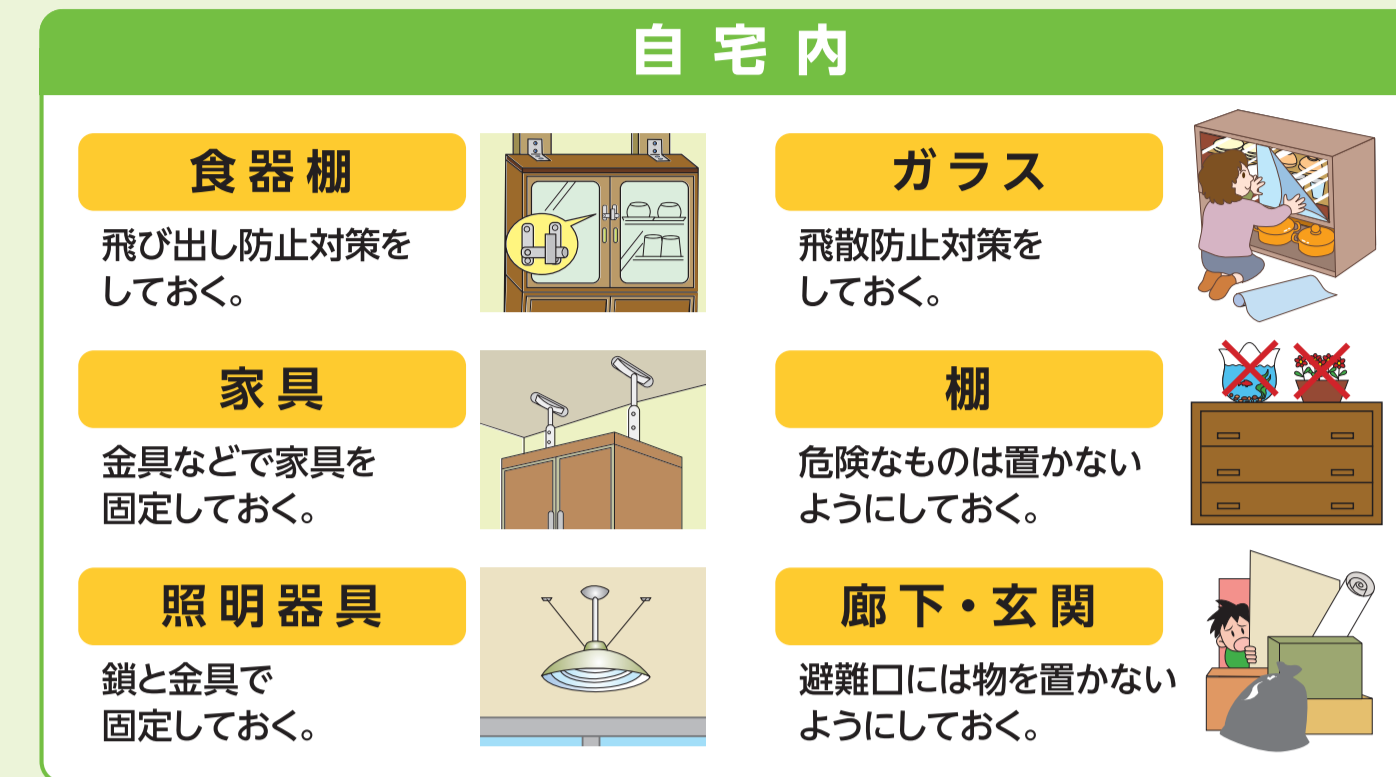 自宅内
食器棚
飛び出し防止対策を
しておく。
ガラス
飛散防止対策を
しておく。
家具
金具などで家具を
固定しておく。
棚
危険なものは置かない
ようにしておく。
照明器具
鎖と金具で
固定しておく。
廊下・玄関
避難口には物を置かない
ようにしておく。